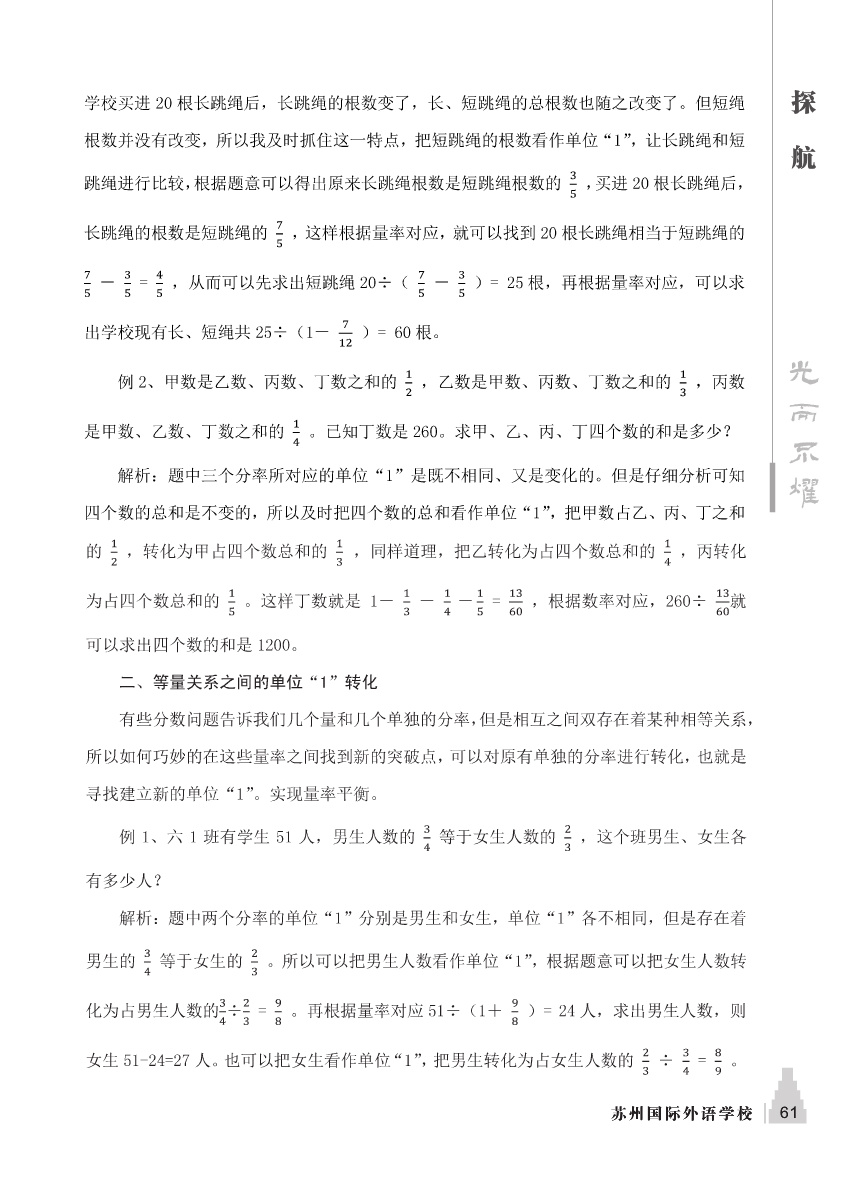 学校买进 20 根长跳绳后，长跳绳的根数变了，长、短跳绳的总根数也随之改变了。但短绳
根数并没有改变，所以我及时抓住这一特点，把短跳绳的根数看作单位“1”，让长跳绳和短
跳绳进行比较，根据题意可以得出原来长跳绳根数是短跳绳根数的 3/5 ，买进 20 根长跳绳后，
长跳绳的根数是短跳绳的 7/5 ，这样根据量率对应，就可以找到 20 根长跳绳相当于短跳绳的
7/5 － 3/5 = 4/5 ，从而可以先求出短跳绳 20÷（ 7/5 － 3/5 ）= 25 根，再根据量率对应，可以求
出学校现有长、短绳共 25÷（1－ 7/12 ）= 60 根。
例 2、甲数是乙数、丙数、丁数之和的 1/2 ，乙数是甲数、丙数、丁数之和的 1/3 ，丙数
是甲数、乙数、丁数之和的 1/4 。已知丁数是 260。求甲、乙、丙、丁四个数的和是多少？
解析：题中三个分率所对应的单位“1”是既不相同、又是变化的。但是仔细分析可知
四个数的总和是不变的，所以及时把四个数的总和看作单位“1”，把甲数占乙、丙、丁之和
的 1/2 ，转化为甲占四个数总和的 1/3 ，同样道理，把乙转化为占四个数总和的 1/4 ，丙转化
为占四个数总和的 1/5 。这样丁数就是 1－ 1/3 － 1/4 －1/5 = 13/60 ，根据数率对应，260÷ 13/60就
可以求出四个数的和是 1200。
二、等量关系之间的单位“1”转化
有些分数问题告诉我们几个量和几个单独的分率，但是相互之间双存在着某种相等关系，
所以如何巧妙的在这些量率之间找到新的突破点，可以对原有单独的分率进行转化，也就是
寻找建立新的单位“1”。实现量率平衡。
例 1、六 1 班有学生 51 人，男生人数的 3/4 等于女生人数的 2/3 ，这个班男生、女生各
有多少人？
解析：题中两个分率的单位“1”分别是男生和女生，单位“1”各不相同，但是存在着
男生的 3/4 等于女生的 2/3 。所以可以把男生人数看作单位“1”，根据题意可以把女生人数转
化为占男生人数的3/4÷2/3 = 9/8 。再根据量率对应 51÷（1＋ 9/8 ）= 24 人，求出男生人数，则
女生 51-24=27 人。也可以把女生看作单位“1”，把男生转化为占女生人数的 2/3 ÷ 3/4 = 8/9 。
探航
光而不耀
苏州国际外语学校 61